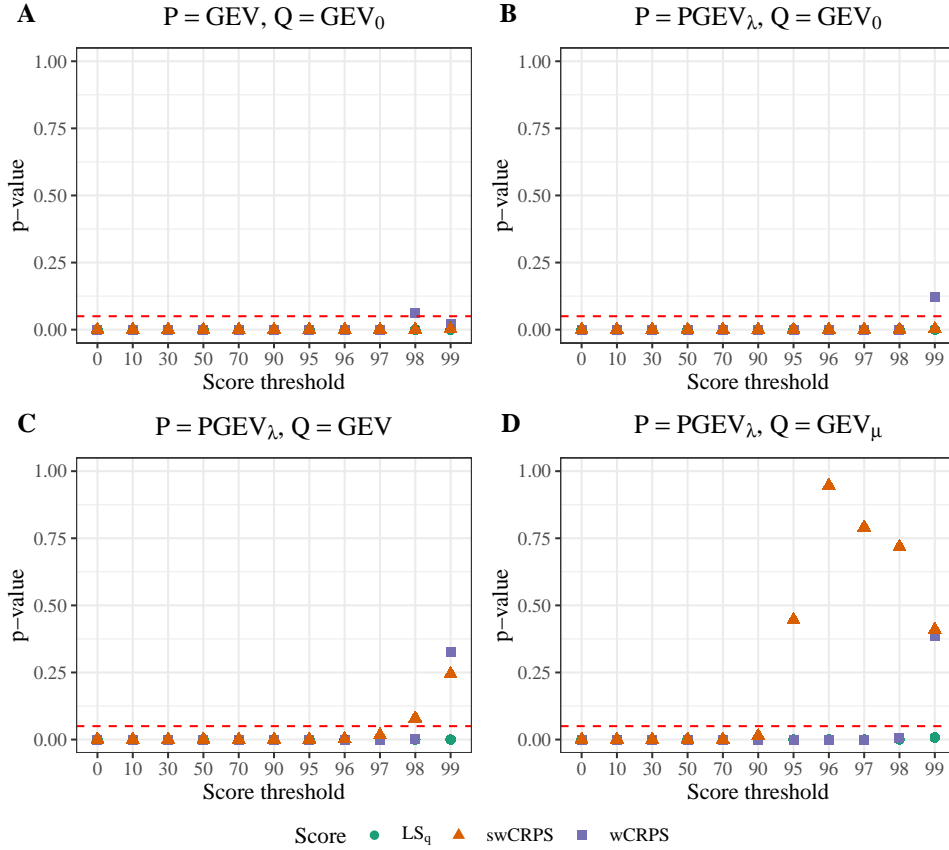 A P = GEV, Q = GEV₀
1.00
0.75
0.50
0.25
0.00
p−value
0 10 30 50 70 90 95 96 97 98 99
Score threshold
B P = PGEVλ, Q = GEV₀
1.00
0.75
0.50
0.25
0.00
p−value
0 10 30 50 70 90 95 96 97 98 99
Score threshold
C P = PGEVλ, Q = GEV
1.00
0.75
0.50
0.25
0.00
p−value
0 10 30 50 70 90 95 96 97 98 99
Score threshold
D P = PGEVλ, Q = GEVμ
1.00
0.75
0.50
0.25
0.00
p−value
0 10 30 50 70 90 95 96 97 98 99
Score threshold
Score LSq swCRPS wCRPS